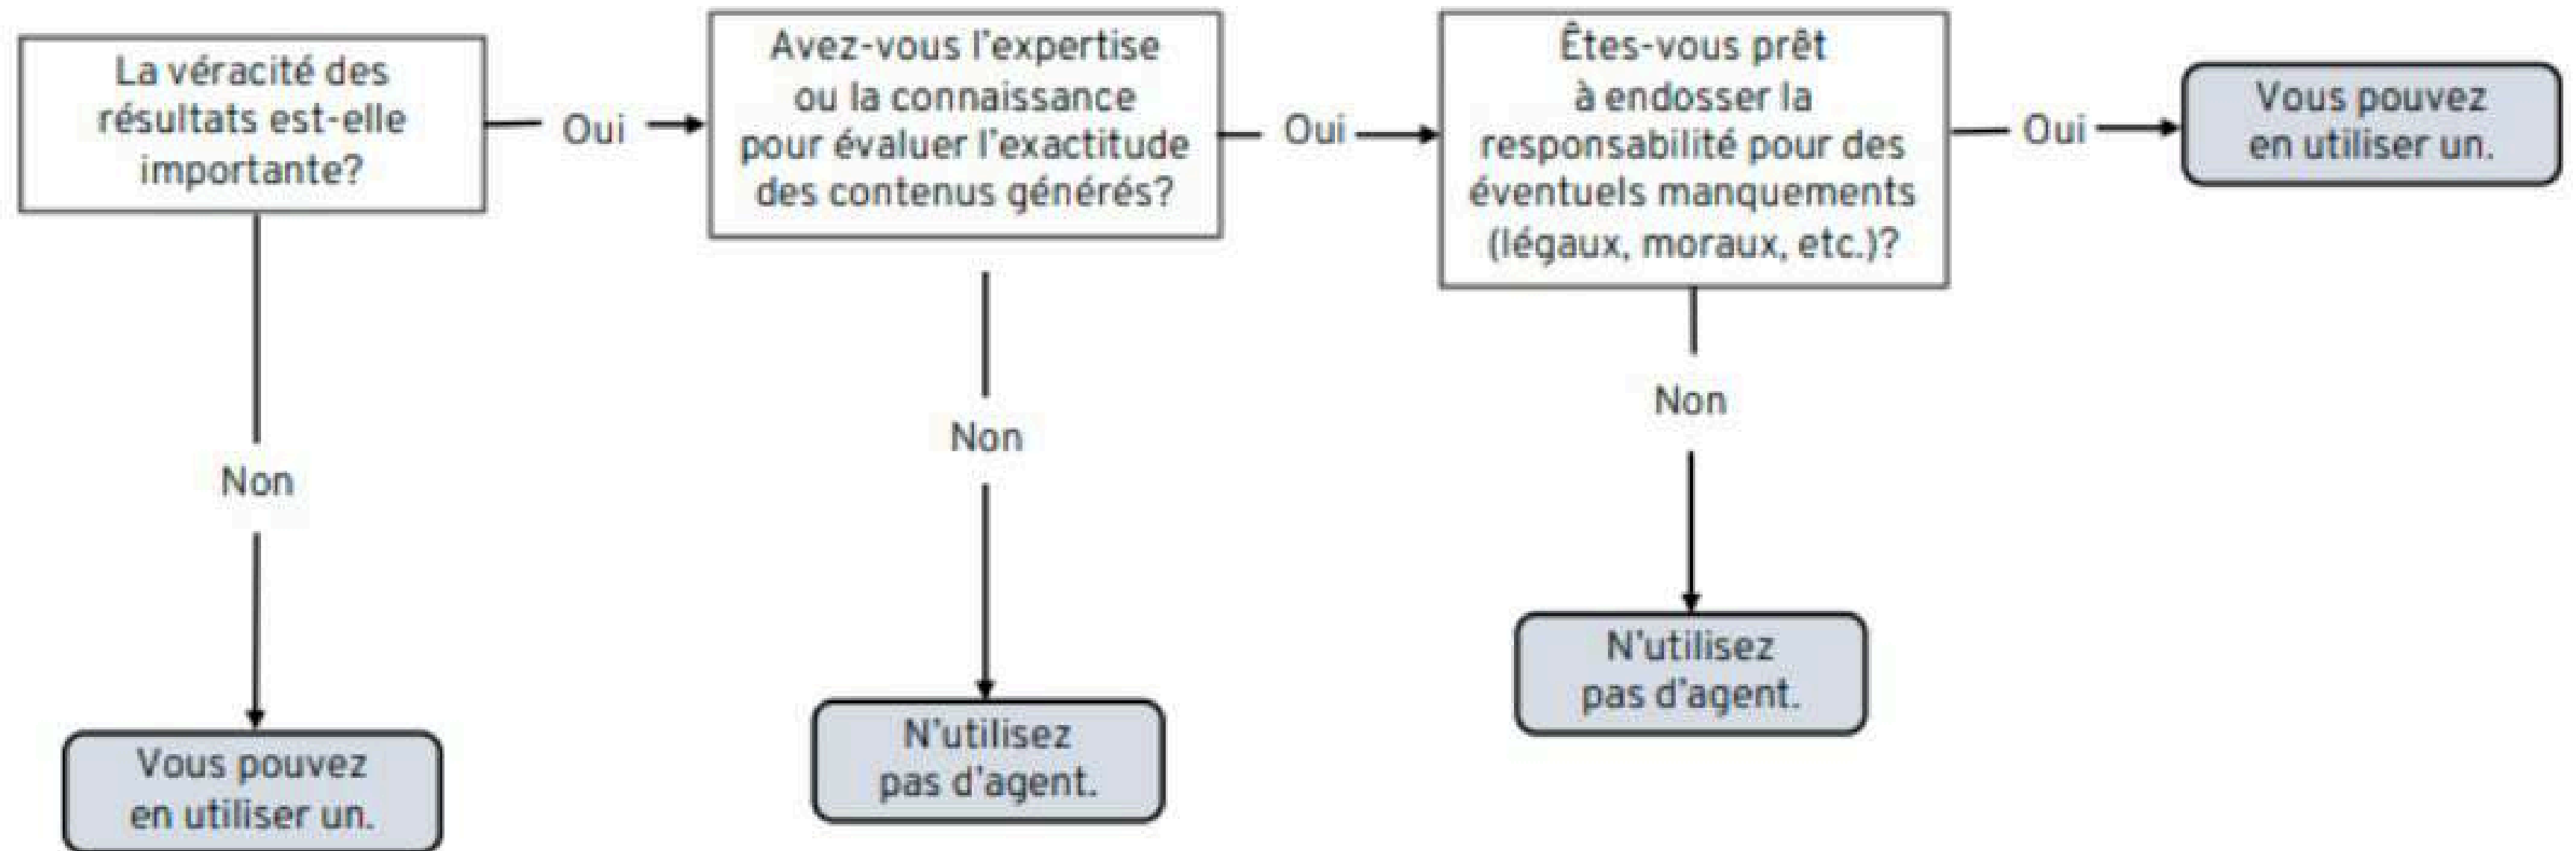 La véracité des
résultats est-elle
importante?
Oui
Avez-vous l'expertise
ou la connaissance
pour évaluer l'exactitude
des contenus générés?
Oui
Êtes-vous prêt
à endosser la
responsabilité pour des
éventuels manquements
(légaux, moraux, etc.)?
Oui
Vous pouvez
en utiliser un.
Non
Non
Non
Vous pouvez
en utiliser un.
N'utilisez
pas d'agent.
N'utilisez
pas d'agent.